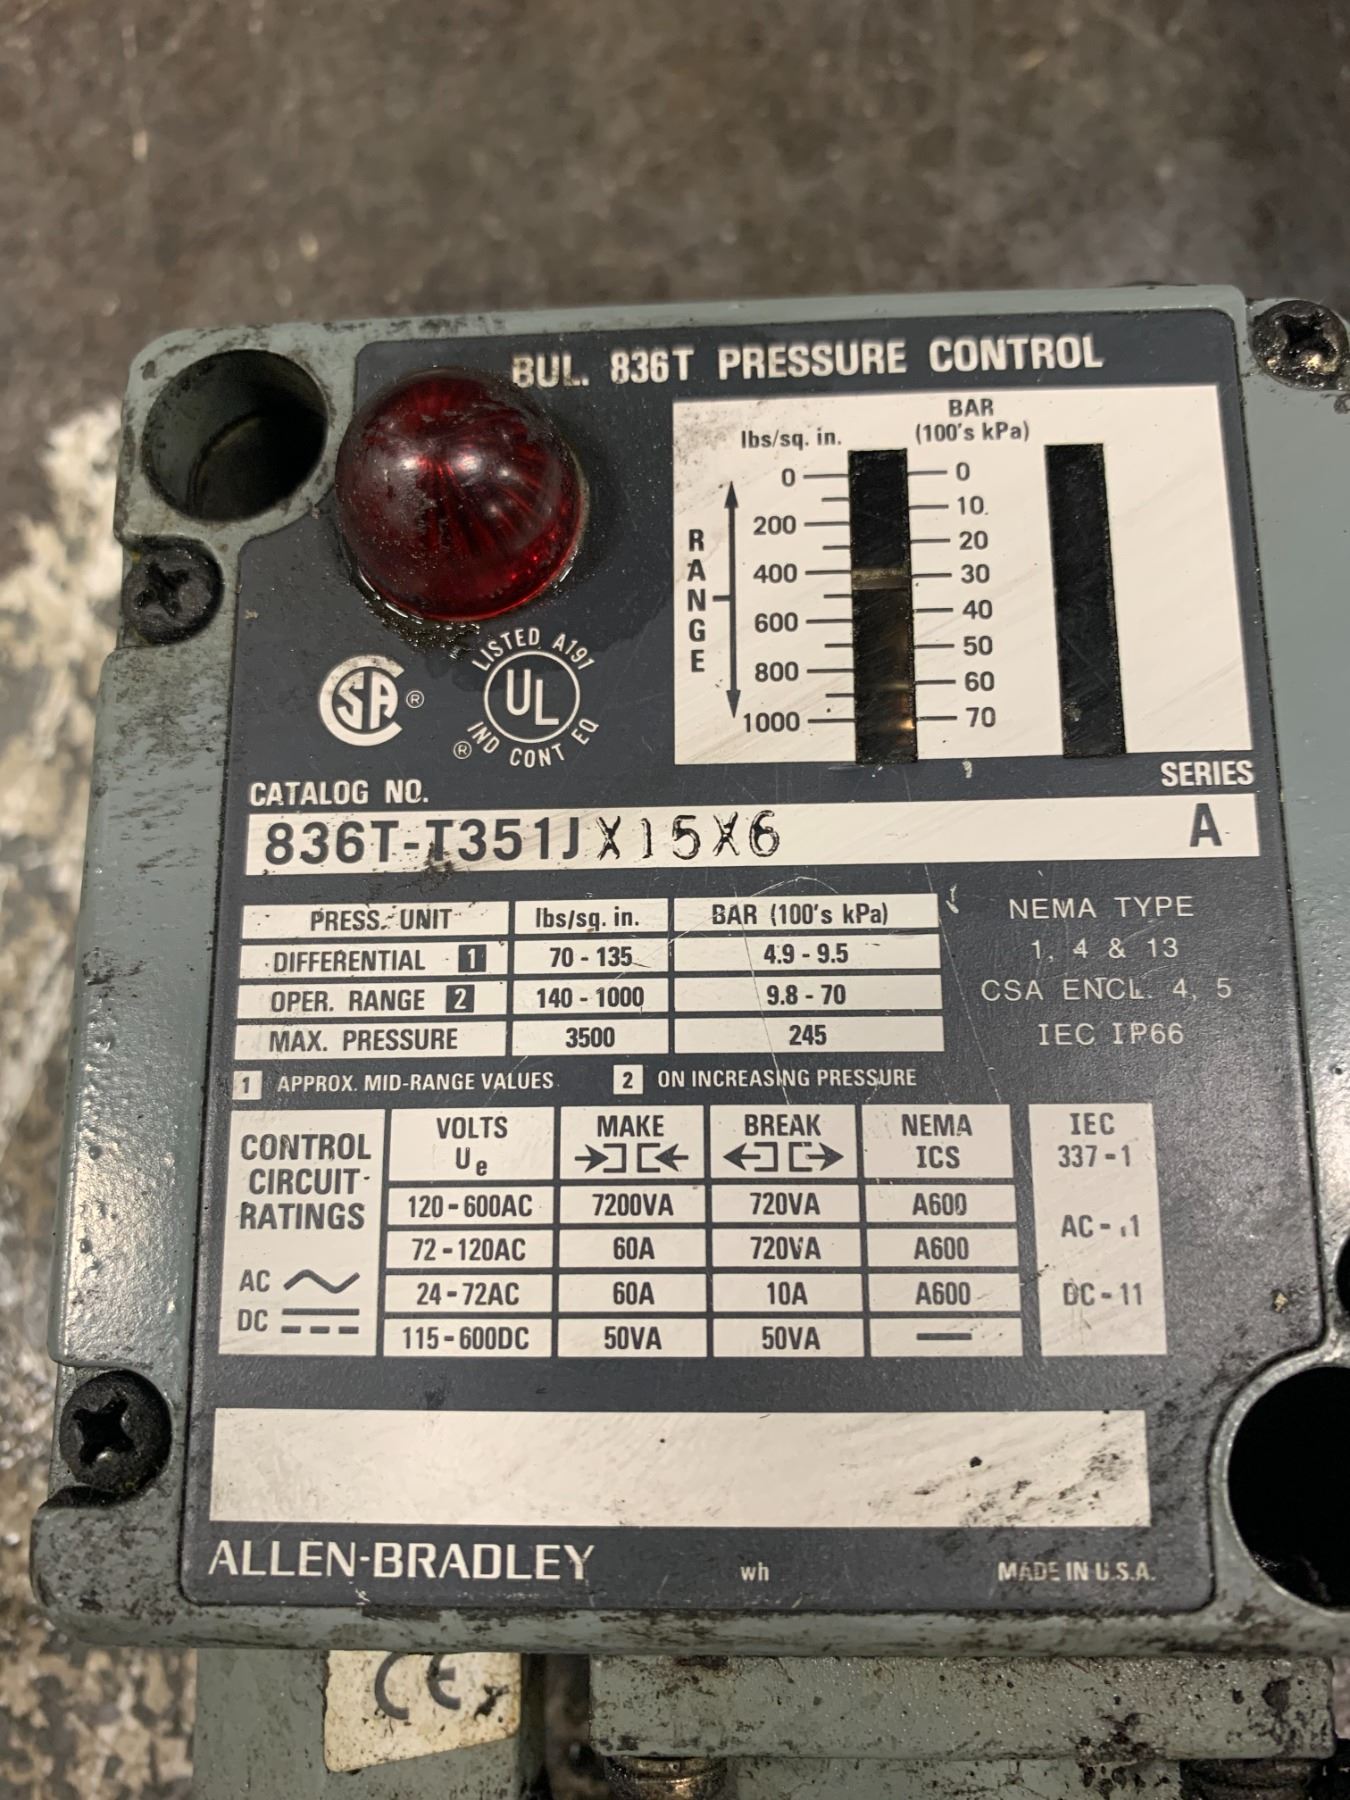 BUL. 836T PRESSURE CONTROL
lbs/sq. in.
BAR
(100's kPa)
RANGE
0
200
400
600
800
1000
0
10
20
30
40
50
60
70
CSA ®
LISTED A197
UL
® IND CONT EQ
CATALOG NO.
SERIES
836T-T351JX15X6 A
PRESS. UNIT lbs/sq. in. BAR (100's kPa)
DIFFERENTIAL 1 70 - 135 4.9 - 9.5
OPER. RANGE 2 140 - 1000 9.8 - 70
MAX. PRESSURE 3500 245
NEMA TYPE
1, 4 & 13
CSA ENCL. 4, 5
IEC IP66
1 APPROX. MID-RANGE VALUES 2 ON INCREASING PRESSURE
CONTROL
CIRCUIT
RATINGS
AC
DC
VOLTS
Ue
MAKE
BREAK
NEMA
ICS
120 - 600AC 7200VA 720VA A600
72 - 120AC 60A 720VA A600
24 - 72AC 60A 10A A600
115 - 600DC 50VA 50VA —
IEC
337 - 1
DC - 11
ALLEN-BRADLEY wh MADE IN U.S.A.
CE